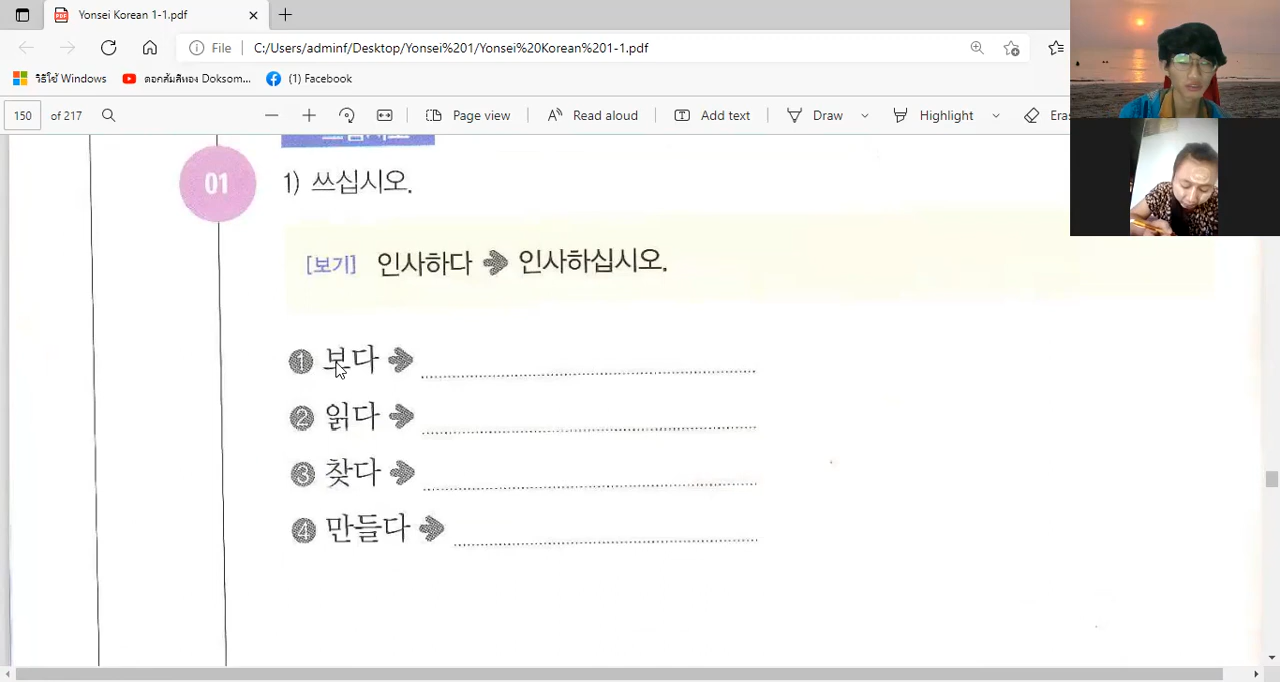 Yonsei Korean 1-1.pdf
File C:/Users/adminf/Desktop/Yonsei%201/Yonsei%20Korean%201-1.pdf
วิธีใช้ Windows ดอกส้มสีทอง Doksom... (1) Facebook
150 of 217 Page view Read aloud Add text Draw Highlight Eras
01 1) 쓰십시오.
[보기] 인사하다 → 인사하십시오.
① 보다 →
② 읽다 →
③ 찾다 →
④ 만들다 →